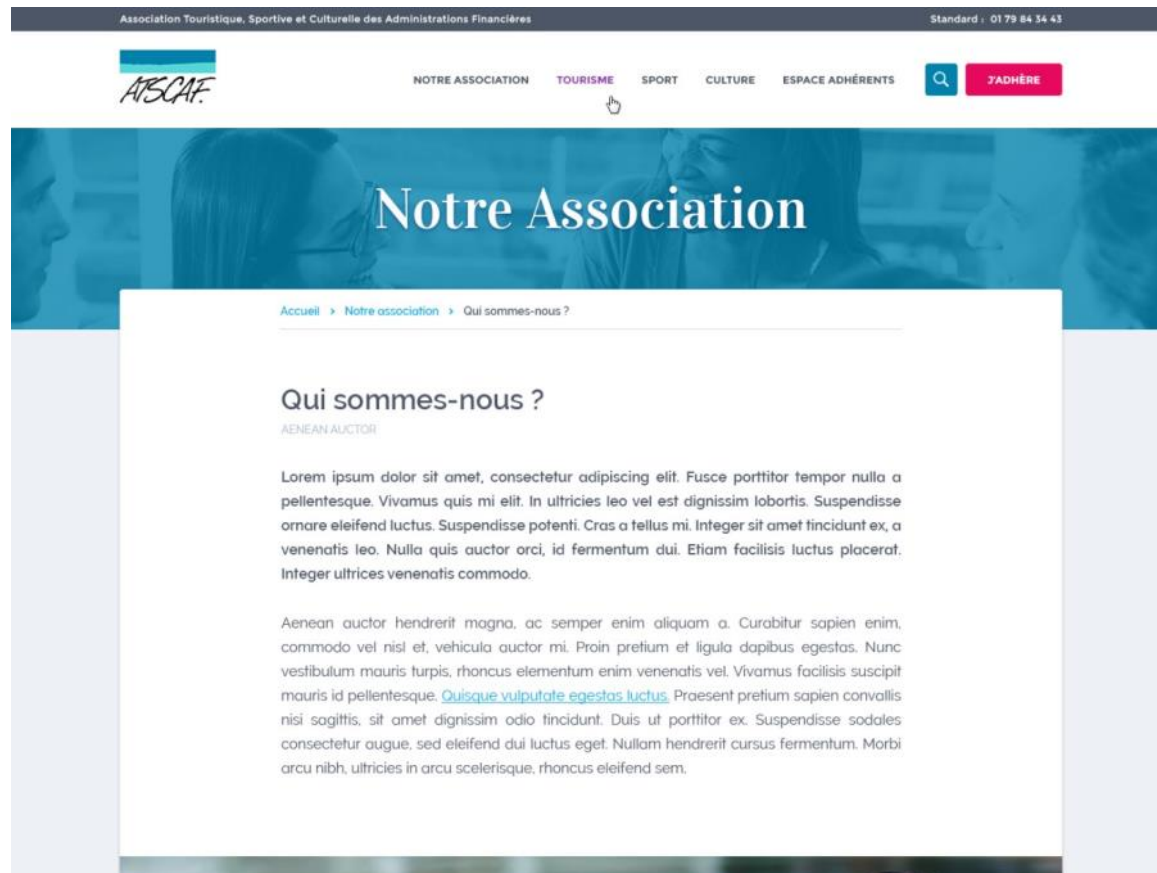 Association Touristique, Sportive et Culturelle des Administrations Financières
Standard : 01 79 84 34 43
ATSCAF.
NOTRE ASSOCIATION TOURISME SPORT CULTURE ESPACE ADHÉRENTS J'ADHÈRE
Notre Association
Accueil > Notre association > Qui sommes-nous ?
Qui sommes-nous ?
AENEAN AUCTOR
Lorem ipsum dolor sit amet, consectetur adipiscing elit. Fusce porttitor tempor nulla a
pellentesque. Vivamus quis mi elit. In ultricies leo vel est dignissim lobortis. Suspendisse
ornare eleifend luctus. Suspendisse potenti. Cras a tellus mi. Integer sit amet tincidunt ex, a
venenatis leo. Nulla quis auctor orci, id fermentum dui. Etiam facilisis luctus placerat.
Integer ultrices venenatis commodo.
Aenean auctor hendrerit magna, ac semper enim aliquam a. Curabitur sapien enim,
commodo vel nisl et, vehicula auctor mi. Proin pretium et ligula dapibus egestas. Nunc
vestibulum mauris turpis, rhoncus elementum enim venenatis vel. Vivamus facilisis suscipit
mauris id pellentesque. Quisque vulputate egestas luctus. Praesent pretium sapien convallis
nisi sagittis, sit amet dignissim odio tincidunt. Duis ut porttitor ex. Suspendisse sodales
consectetur augue, sed eleifend dui luctus eget. Nullam hendrerit cursus fermentum. Morbi
arcu nibh, ultricies in arcu scelerisque, rhoncus eleifend sem.